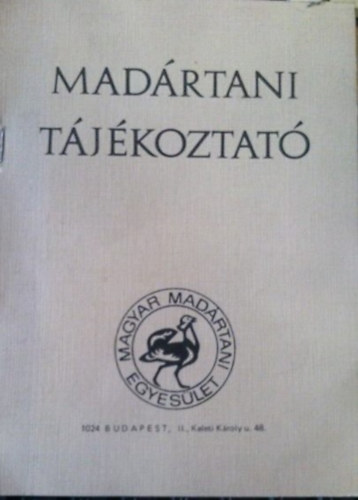 MADÁRTANI
TÁJÉKOZTATÓ
MAGYAR MADÁRTANI
EGYESÜLET
1024 BUDAPEST, II., Keleti Károly u. 48.